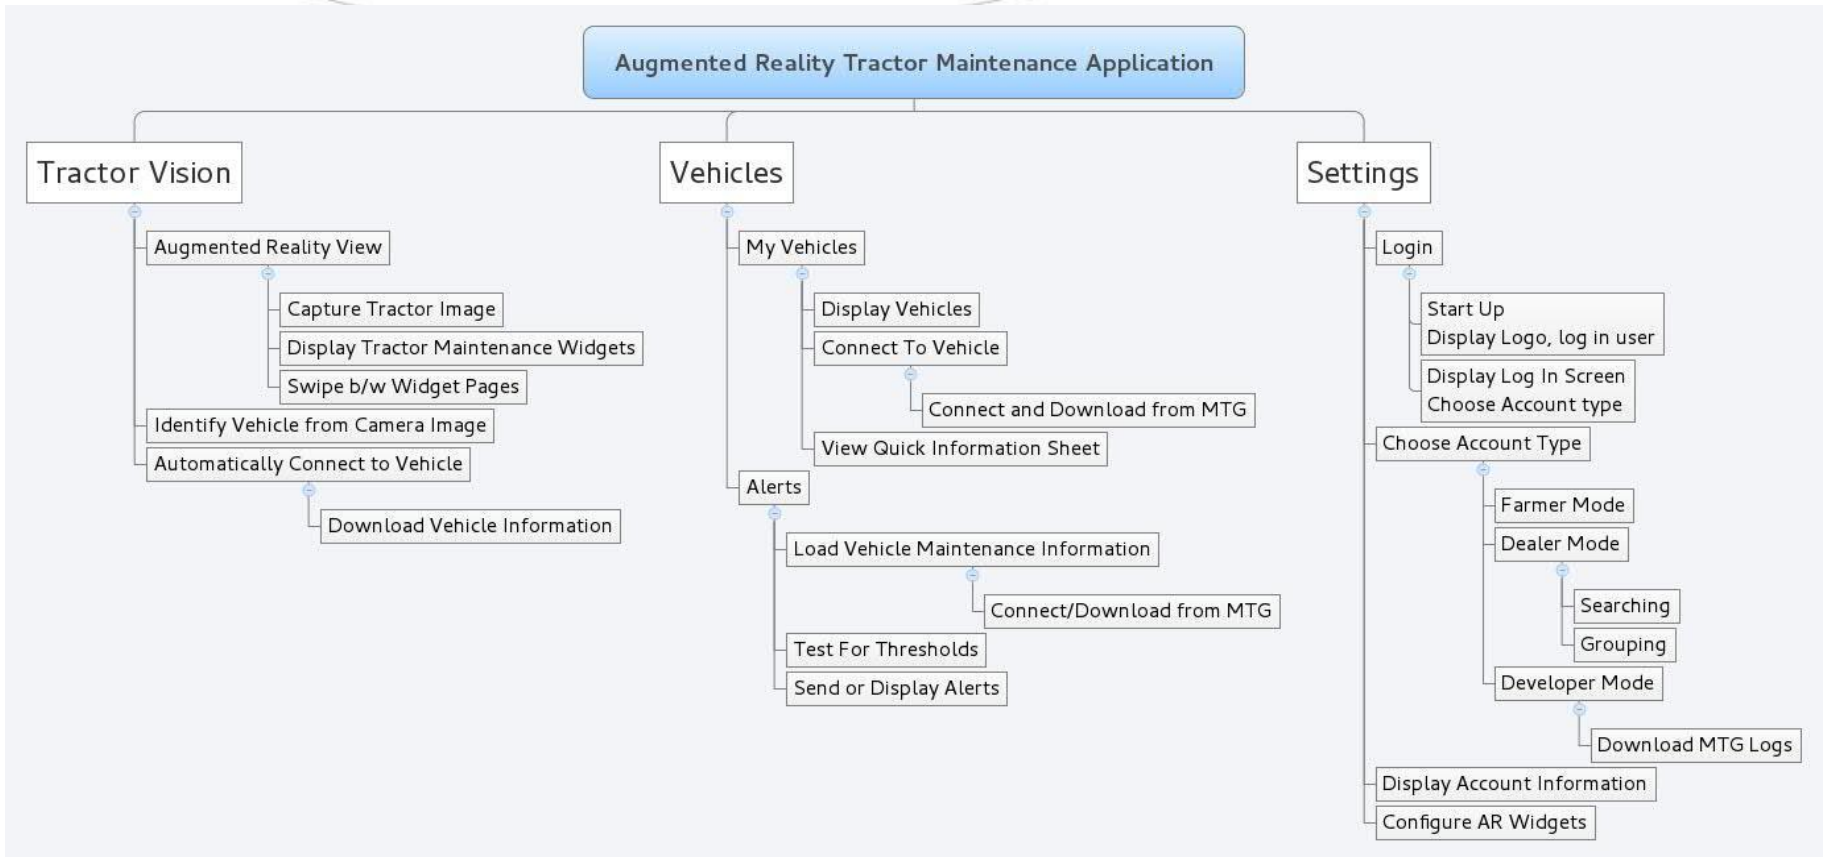 Augmented Reality Tractor Maintenance Application
Tractor Vision
Augmented Reality View
Capture Tractor Image
Display Tractor Maintenance Widgets
Swipe b/w Widget Pages
Identify Vehicle from Camera Image
Automatically Connect to Vehicle
Download Vehicle Information
Vehicles
My Vehicles
Display Vehicles
Connect To Vehicle
Connect and Download from MTG
View Quick Information Sheet
Alerts
Load Vehicle Maintenance Information
Connect/Download from MTG
Test For Thresholds
Send or Display Alerts
Settings
Login
Start Up
Display Logo, log in user
Display Log In Screen
Choose Account type
Choose Account Type
Farmer Mode
Dealer Mode
Searching
Grouping
Developer Mode
Download MTG Logs
Display Account Information
Configure AR Widgets